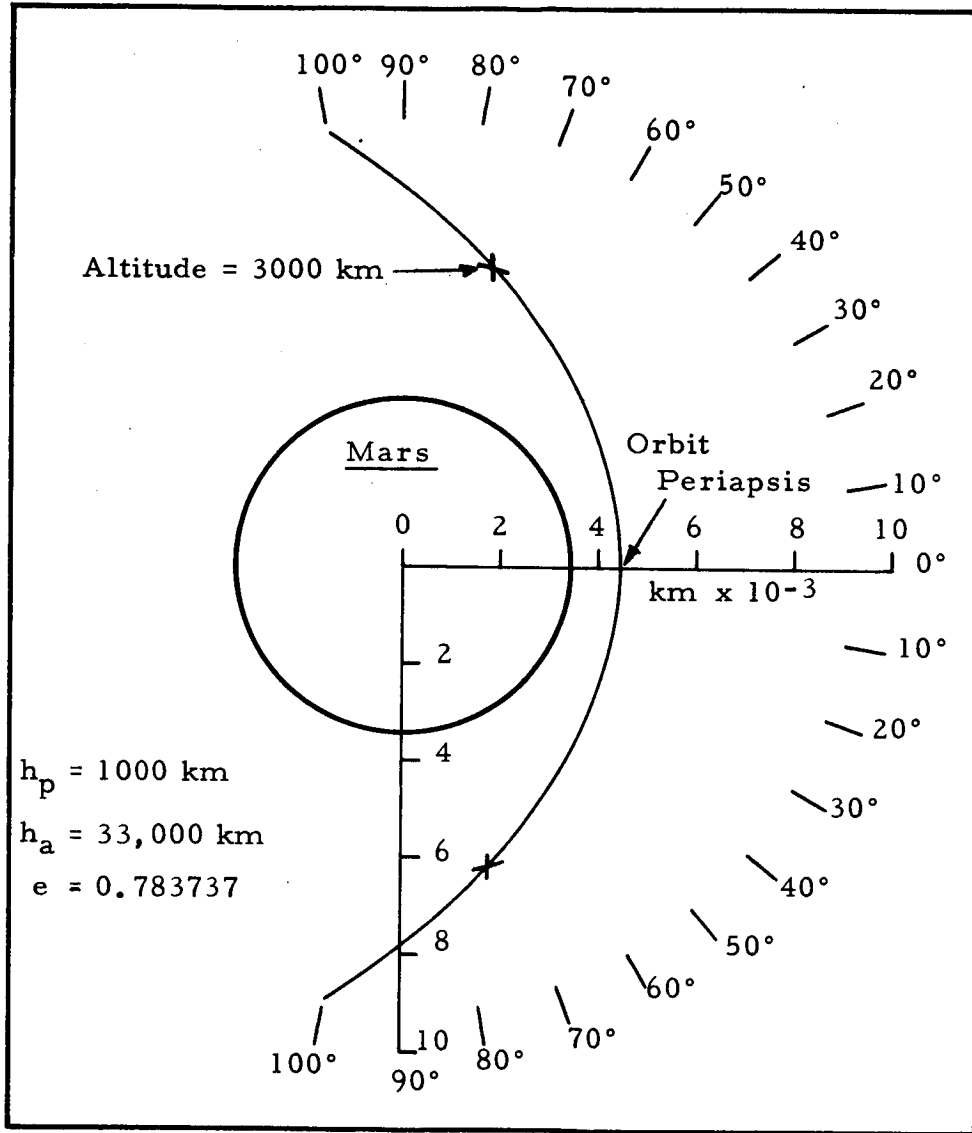 100° 90° 80°
70°
60°
50°
40°
30°
20°
10°
0°
Altitude = 3000 km
Mars
Orbit
Periapsis
0 2 4 6 8 10
km x 10-3
2
4
6
8
10
h_p = 1000 km
h_a = 33,000 km
e = 0.783737
10°
20°
30°
40°
50°
60°
70°
80°
90°
100°